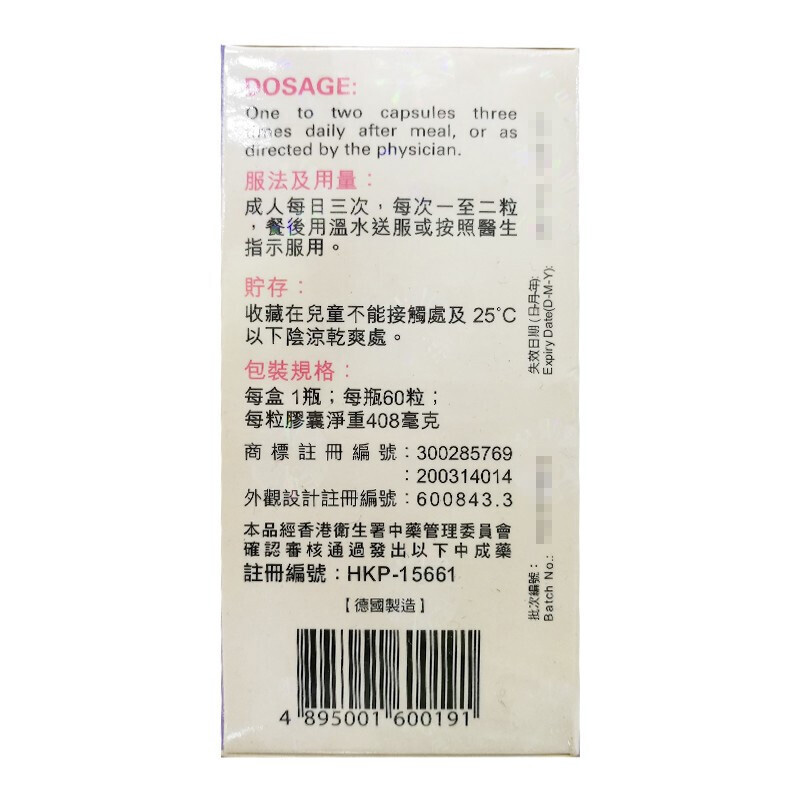 DOSAGE:
One to two capsules three
times daily after meal, or as
directed by the physician.
服法及用量：
成人每日三次，每次一至二粒
，餐後用溫水送服或按照醫生
指示服用。
貯存：
收藏在兒童不能接觸處及 25°C
以下陰涼乾爽處。
包裝規格：
每盒 1瓶；每瓶60粒；
每粒膠囊淨重408毫克
商標註冊編號：300285769
：200314014
外觀設計註冊編號：600843.3
本品經香港衛生署中藥管理委員會
確認審核通過發出以下中成藥
註冊編號：HKP-15661
【德國製造】
4 895001 600191
失效日期 (日-月-年):
Expiry Date(D-M-Y):
批次編號：
Batch No.: